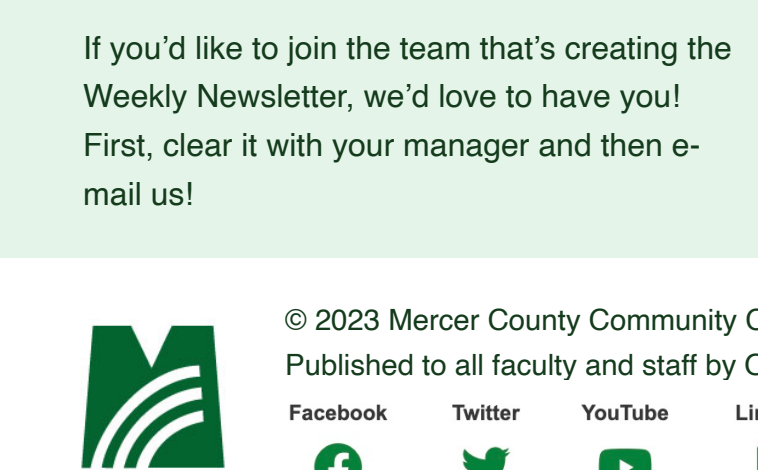 If you’d like to join the team that’s creating the
Weekly Newsletter, we’d love to have you!
First, clear it with your manager and then e-
mail us!
© 2023 Mercer County Community
Published to all faculty and staff by
Facebook Twitter YouTube